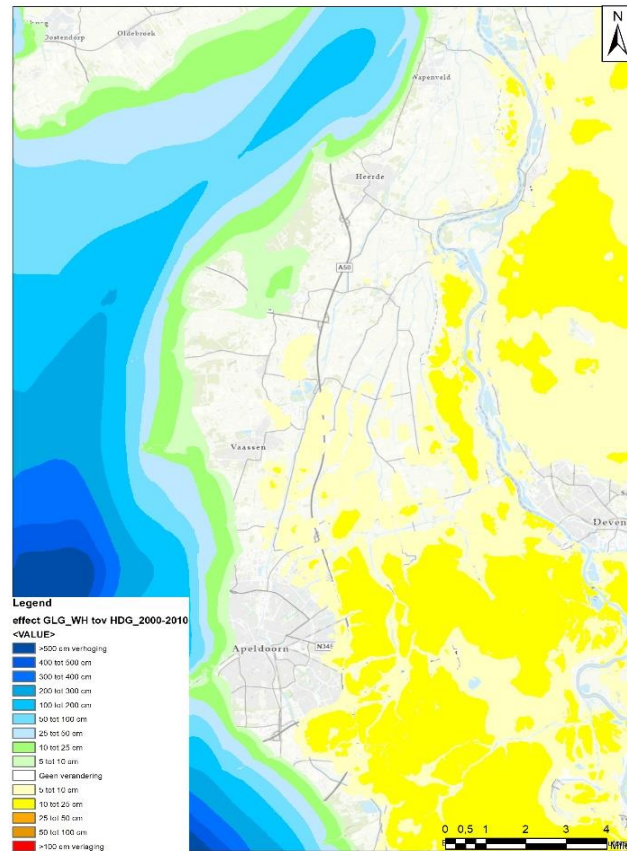 N
Oostendorp
Oldebroek
Wapenveld
Heerde
A50
Vaassen
Deven
Apeldoorn
N345
Legend
effect GLG_WH tov HDG_2000-2010
<VALUE>
>500 cm verhoging
400 tot 500 cm
300 tot 400 cm
200 tot 300 cm
100 tot 200 cm
50 tot 100 cm
25 tot 50 cm
10 tot 25 cm
5 tot 10 cm
Geen verandering
5 tot 10 cm
10 tot 25 cm
25 tot 50 cm
50 tot 100 cm
>100 cm verlaging
0 0,5 1 2 3 4